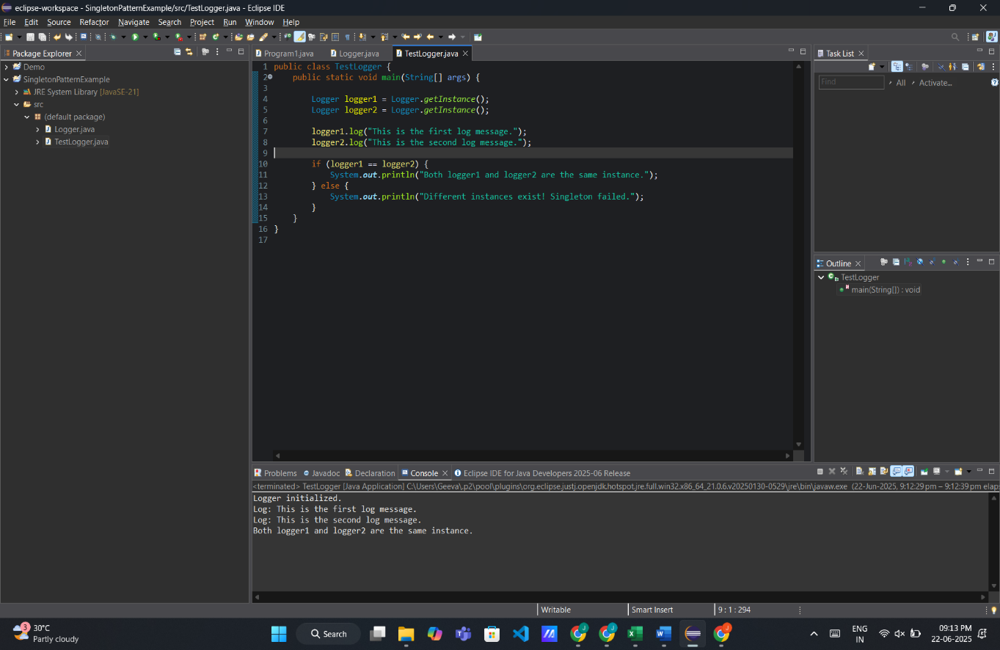 eclipse-workspace - SingletonPatternExample/src/TestLogger.java - Eclipse IDE
File Edit Source Refactor Navigate Search Project Run Window Help
Package Explorer
Demo
SingletonPatternExample
JRE System Library [JavaSE-21]
src
(default package)
Logger.java
TestLogger.java
Program1.java Logger.java TestLogger.java
1 public class TestLogger {
2 public static void main(String[] args) {
3
4 Logger logger1 = Logger.getInstance();
5 Logger logger2 = Logger.getInstance();
6
7 logger1.log("This is the first log message.");
8 logger2.log("This is the second log message.");
9
10 if (logger1 == logger2) {
11 System.out.println("Both logger1 and logger2 are the same instance.");
12 } else {
13 System.out.println("Different instances exist! Singleton failed.");
14 }
15 }
16 }
17
Task List
Find All Activate...
Outline
TestLogger
main(String[]) : void
Problems Javadoc Declaration Console Eclipse IDE for Java Developers 2025-06 Release
<terminated> TestLogger [Java Application] C:\Users\Geeva\.p2\pool\plugins\org.eclipse.justj.openjdk.hotspot.jre.full.win32.x86_64_21.0.6.v20250130-0529\jre\bin\javaw.exe (22-Jun-2025, 9:12:29 pm – 9:12:39 pm elaps
Logger initialized.
Log: This is the first log message.
Log: This is the second log message.
Both logger1 and logger2 are the same instance.
Writable Smart Insert 9 : 1 : 294
3
30°C
Partly cloudy
Search
ENG
IN
09:13 PM
22-06-2025